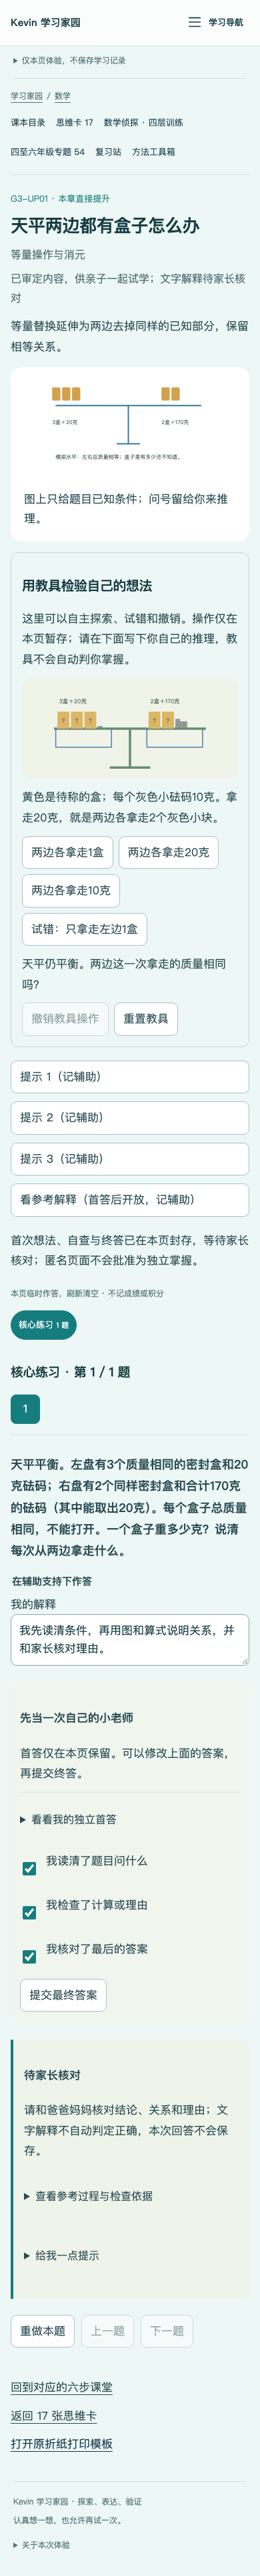 Kevin 学习家园
学习导航
仅本页体验，不保存学习记录
学习家园 / 数学
课本目录 思维卡 17 数学侦探 · 四层训练
四至六年级专题 54 复习站 方法工具箱
G3-UP01 · 本章直接提升
天平两边都有盒子怎么办
等量操作与消元
已审定内容，供亲子一起试学；文字解释待家长核
对
等量替换延伸为两边去掉同样的已知部分，保留
相等关系。
3盒＋20克
2盒＋170克
横梁水平：左右总质量相等；盒子里有多少还不知道。
图上只给题目已知条件；问号留给你来推
理。
用教具检验自己的想法
这里可以自主探索、试错和撤销。操作仅在
本页暂存；请在下面写下你自己的推理，教
具不会自动判你掌握。
3盒＋20克
2盒＋170克
? ? ? ? ?
黄色是待称的盒；每个灰色小砝码10克。拿
走20克，就是两边各拿走2个灰色小块。
两边各拿走1盒
两边各拿走20克
两边各拿走10克
试错：只拿走左边1盒
天平仍平衡。两边这一次拿走的质量相同
吗？
撤销教具操作
重置教具
提示 1（记辅助）
提示 2（记辅助）
提示 3（记辅助）
看参考解释（首答后开放，记辅助）
首次想法、自查与终答已在本页封存，等待家长
核对；匿名页面不会批准为独立掌握。
本页临时作答，刷新清空 · 不记成绩或积分
核心练习 1 题
核心练习 · 第 1 / 1 题
1
天平平衡。左盘有3个质量相同的密封盒和20
克砝码；右盘有2个同样密封盒和合计170克
的砝码（其中能取出20克）。每个盒子总质量
相同，不能打开。一个盒子重多少克？说清
每次从两边拿走什么。
在辅助支持下作答
我的解释
我先读清条件，再用图和算式说明关系，并
和家长核对理由。
先当一次自己的小老师
首答仅在本页保留。可以修改上面的答案，
再提交终答。
看看我的独立首答
我读清了题目问什么
我检查了计算或理由
我核对了最后的答案
提交最终答案
待家长核对
请和爸爸妈妈核对结论、关系和理由；文
字解释不自动判定正确，本次回答不会保
存。
查看参考过程与检查依据
给我一点提示
重做本题
上一题
下一题
回到对应的六步课堂
返回 17 张思维卡
打开原折纸打印模板
Kevin 学习家园 · 探索、表达、验证
认真想一想，也允许再试一次。
关于本次体验